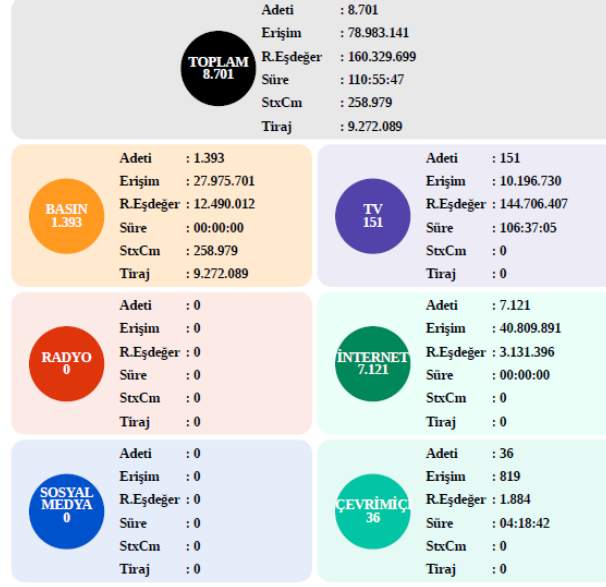 TOPLAM
8.701
Adeti : 8.701
Erişim : 78.983.141
R.Eşdeğer : 160.329.699
Süre : 110:55:47
StxCm : 258.979
Tiraj : 9.272.089
BASIN
1.393
Adeti : 1.393
Erişim : 27.975.701
R.Eşdeğer : 12.490.012
Süre : 00:00:00
StxCm : 258.979
Tiraj : 9.272.089
TV
151
Adeti : 151
Erişim : 10.196.730
R.Eşdeğer : 144.706.407
Süre : 106:37:05
StxCm : 0
Tiraj : 0
RADYO
0
Adeti : 0
Erişim : 0
R.Eşdeğer : 0
Süre : 0
StxCm : 0
Tiraj : 0
İNTERNET
7.121
Adeti : 7.121
Erişim : 40.809.891
R.Eşdeğer : 3.131.396
Süre : 00:00:00
StxCm : 0
Tiraj : 0
SOSYAL
MEDYA
0
Adeti : 0
Erişim : 0
R.Eşdeğer : 0
Süre : 0
StxCm : 0
Tiraj : 0
ÇEVRİMİÇİ
36
Adeti : 36
Erişim : 819
R.Eşdeğer : 1.884
Süre : 04:18:42
StxCm : 0
Tiraj : 0